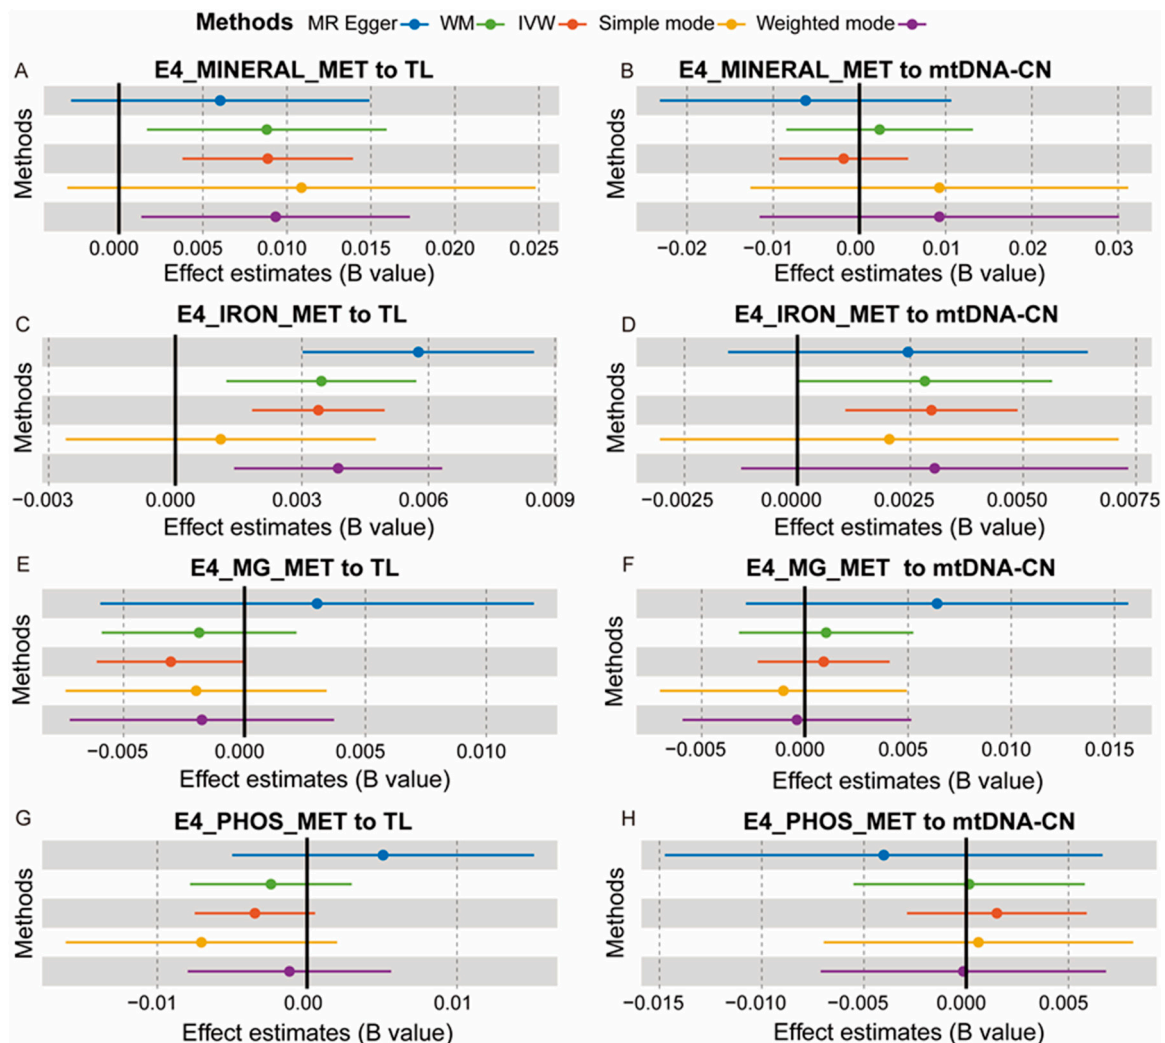 Methods MR Egger WM IVW Simple mode Weighted mode
A E4_MINERAL_MET to TL
Methods
0.000 0.005 0.010 0.015 0.020 0.025
Effect estimates (B value)
B E4_MINERAL_MET to mtDNA-CN
Methods
−0.02 −0.01 0.00 0.01 0.02 0.03
Effect estimates (B value)
C E4_IRON_MET to TL
Methods
−0.003 0.000 0.003 0.006 0.009
Effect estimates (B value)
D E4_IRON_MET to mtDNA-CN
Methods
−0.0025 0.0000 0.0025 0.0050 0.0075
Effect estimates (B value)
E E4_MG_MET to TL
Methods
−0.005 0.000 0.005 0.010
Effect estimates (B value)
F E4_MG_MET to mtDNA-CN
Methods
−0.005 0.000 0.005 0.010 0.015
Effect estimates (B value)
G E4_PHOS_MET to TL
Methods
−0.01 0.00 0.01
Effect estimates (B value)
H E4_PHOS_MET to mtDNA-CN
Methods
−0.015 −0.010 −0.005 0.000 0.005
Effect estimates (B value)